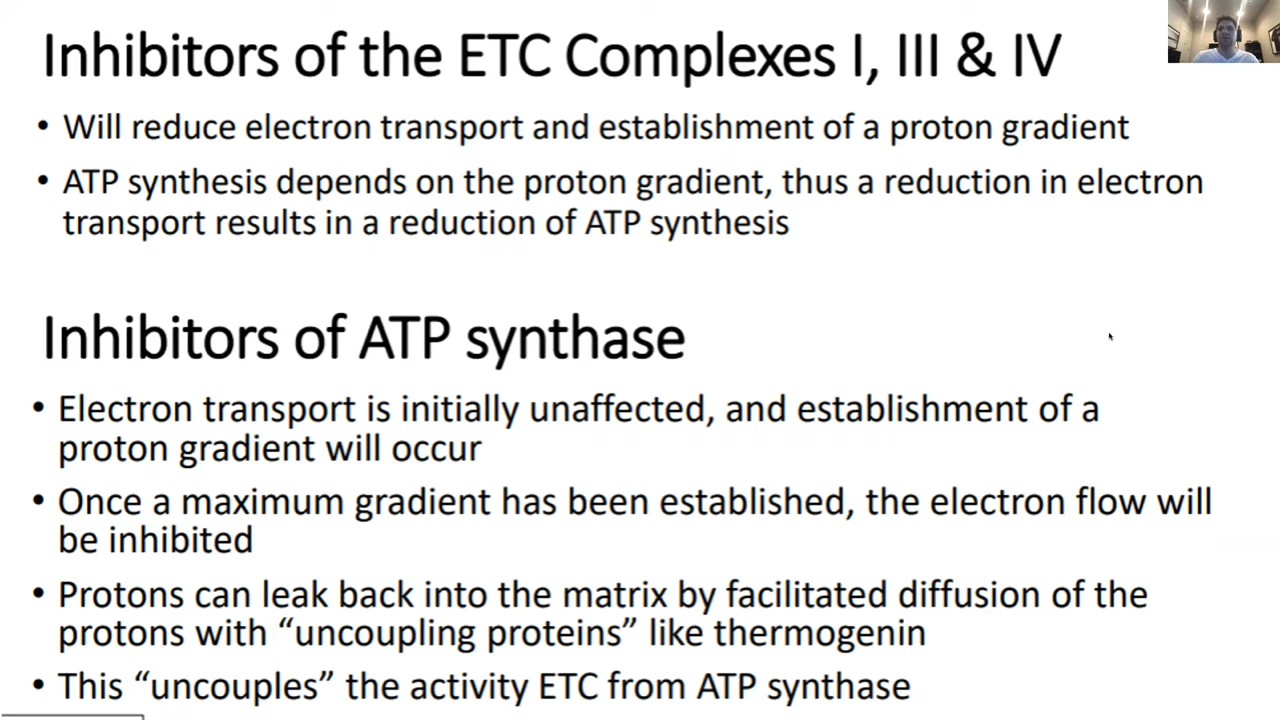 Inhibitors of the ETC Complexes I, III & IV
• Will reduce electron transport and establishment of a proton gradient
• ATP synthesis depends on the proton gradient, thus a reduction in electron
transport results in a reduction of ATP synthesis
Inhibitors of ATP synthase
• Electron transport is initially unaffected, and establishment of a
proton gradient will occur
• Once a maximum gradient has been established, the electron flow will
be inhibited
• Protons can leak back into the matrix by facilitated diffusion of the
protons with “uncoupling proteins” like thermogenin
• This “uncouples” the activity ETC from ATP synthase